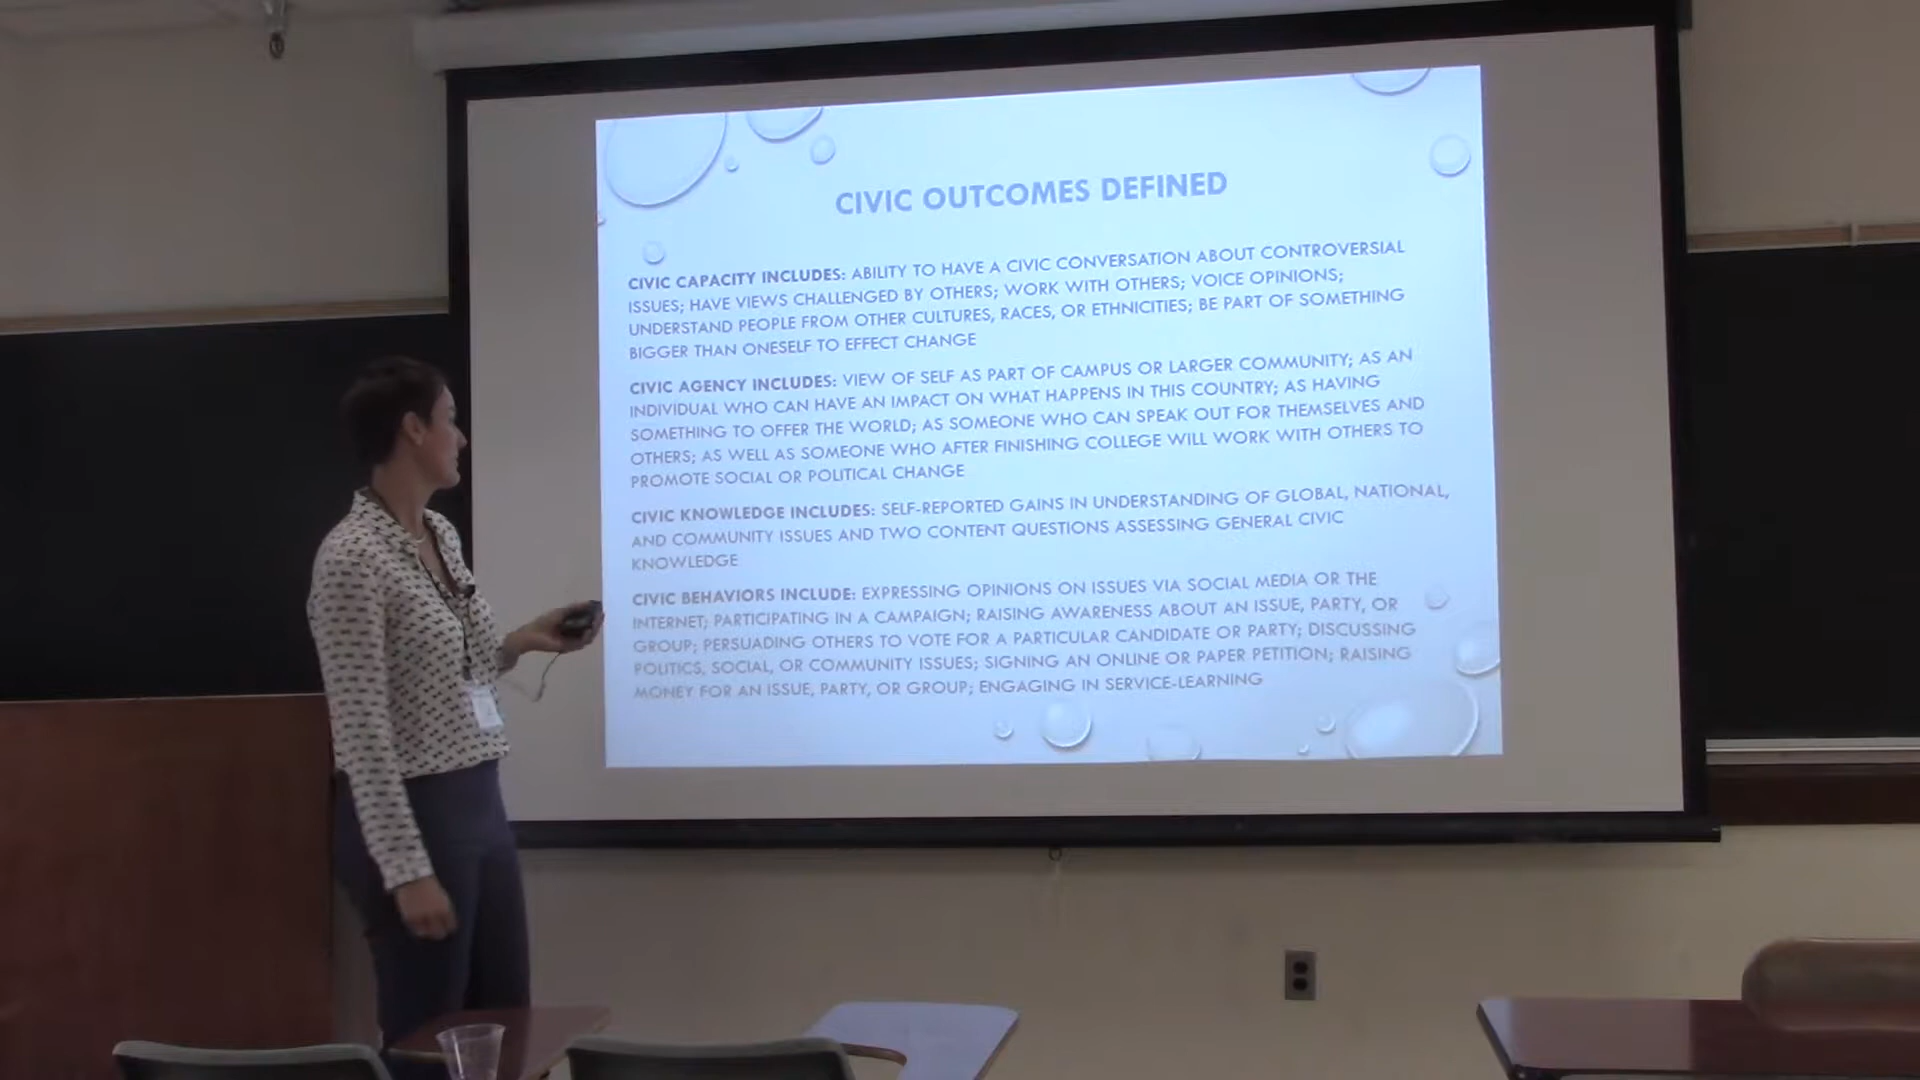 CIVIC OUTCOMES DEFINED
CIVIC CAPACITY INCLUDES: ABILITY TO HAVE A CIVIC CONVERSATION ABOUT CONTROVERSIAL
ISSUES; HAVE VIEWS CHALLENGED BY OTHERS; WORK WITH OTHERS; VOICE OPINIONS;
UNDERSTAND PEOPLE FROM OTHER CULTURES, RACES, OR ETHNICITIES; BE PART OF SOMETHING
BIGGER THAN ONESELF TO EFFECT CHANGE
CIVIC AGENCY INCLUDES: VIEW OF SELF AS PART OF CAMPUS OR LARGER COMMUNITY; AS AN
INDIVIDUAL WHO CAN HAVE AN IMPACT ON WHAT HAPPENS IN THIS COUNTRY; AS HAVING
SOMETHING TO OFFER THE WORLD; AS SOMEONE WHO CAN SPEAK OUT FOR THEMSELVES AND
OTHERS; AS WELL AS SOMEONE WHO AFTER FINISHING COLLEGE WILL WORK WITH OTHERS TO
PROMOTE SOCIAL OR POLITICAL CHANGE
CIVIC KNOWLEDGE INCLUDES: SELF-REPORTED GAINS IN UNDERSTANDING OF GLOBAL, NATIONAL,
AND COMMUNITY ISSUES AND TWO CONTENT QUESTIONS ASSESSING GENERAL CIVIC
KNOWLEDGE
CIVIC BEHAVIORS INCLUDE: EXPRESSING OPINIONS ON ISSUES VIA SOCIAL MEDIA OR THE
INTERNET; PARTICIPATING IN A CAMPAIGN; RAISING AWARENESS ABOUT AN ISSUE, PARTY, OR
GROUP; PERSUADING OTHERS TO VOTE FOR A PARTICULAR CANDIDATE OR PARTY; DISCUSSING
POLITICS, SOCIAL, OR COMMUNITY ISSUES; SIGNING AN ONLINE OR PAPER PETITION; RAISING
MONEY FOR AN ISSUE, PARTY, OR GROUP; ENGAGING IN SERVICE-LEARNING